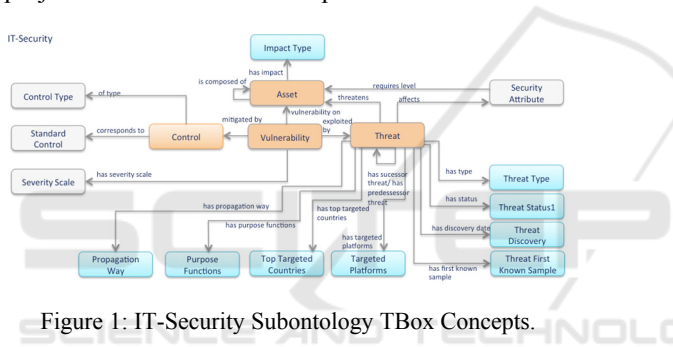 IT-Security
Impact Type
has impact
is composed of
Asset
requires level
Security
Attribute
threatens
affects
Control Type
of type
vulnerability on
exploited
by
mitigated by
Standard
Control
corresponds to
Control
Vulnerability
Threat
Severity Scale
has severity scale
has sucessor
threat/ has
predessessor
threat
has type
Threat Type
has status
Threat Status1
has propagation way
has purpose functions
has top targeted
countries
has targeted
platforms
has discovery date
Threat
Discovery
has first known
sample
Threat First
Known Sample
Propagation
Way
Purpose
Functions
Top Targeted
Countries
Targeted
Platforms
Figure 1: IT-Security Subontology TBox Concepts.
SCIENCE AND TECHNOLO